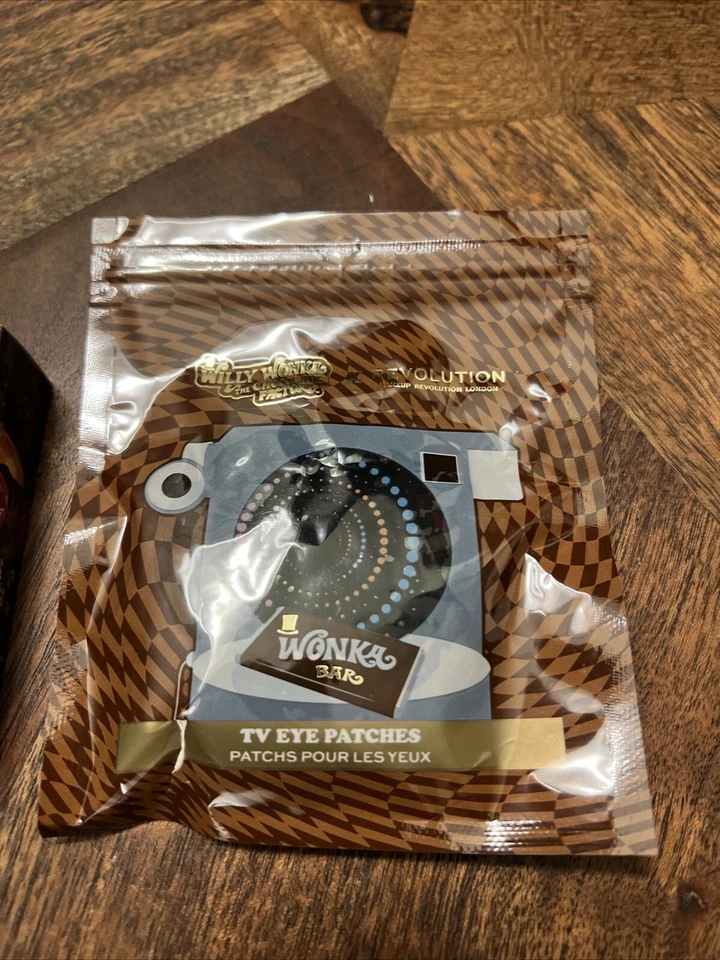 WILLY WONKA
& THE CHOCOLATE
FACTORY
X REVOLUTION
MAKEUP REVOLUTION LONDON
WONKA
BAR
TV EYE PATCHES
PATCHS POUR LES YEUX